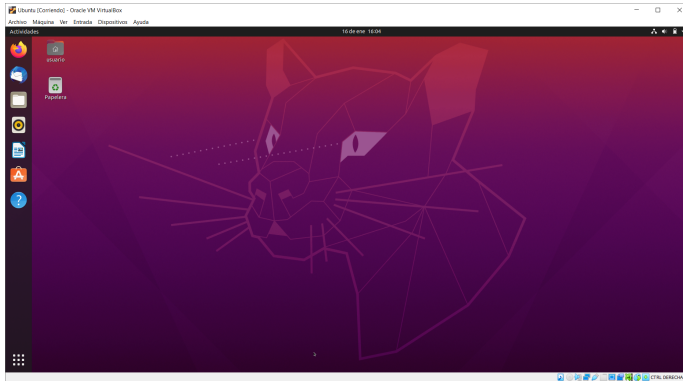 Ubuntu [Corriendo] - Oracle VM VirtualBox
Archivo Máquina Ver Entrada Dispositivos Ayuda
Actividades 16 de ene 16:04
usuario
Papelera
CTRL DERECHA